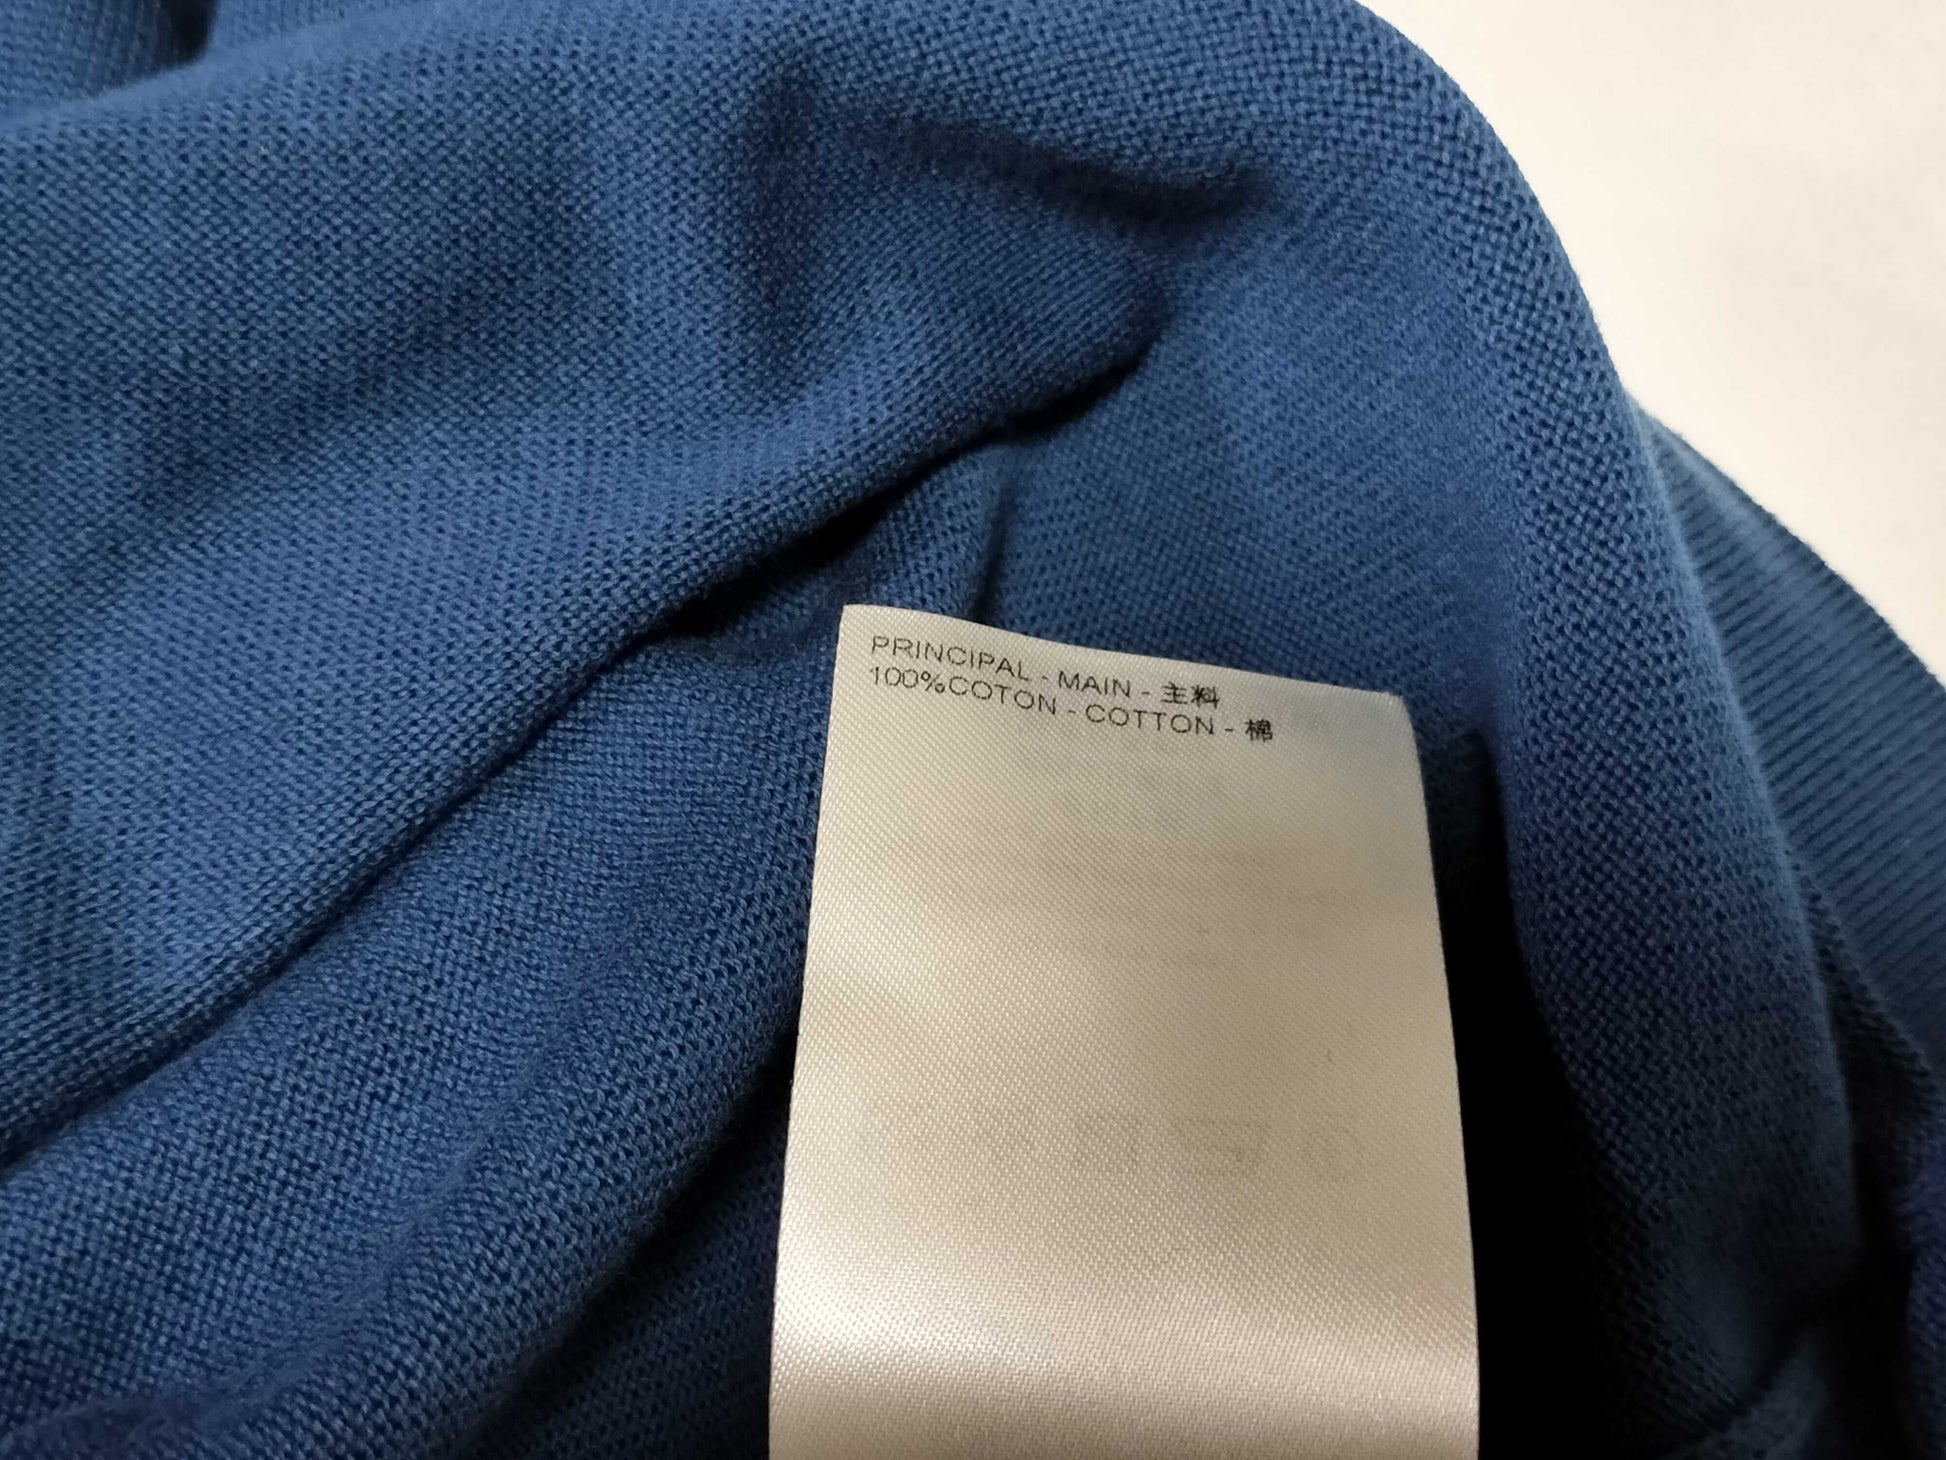 PRINCIPAL - MAIN - 主料
100%COTON - COTTON - 棉